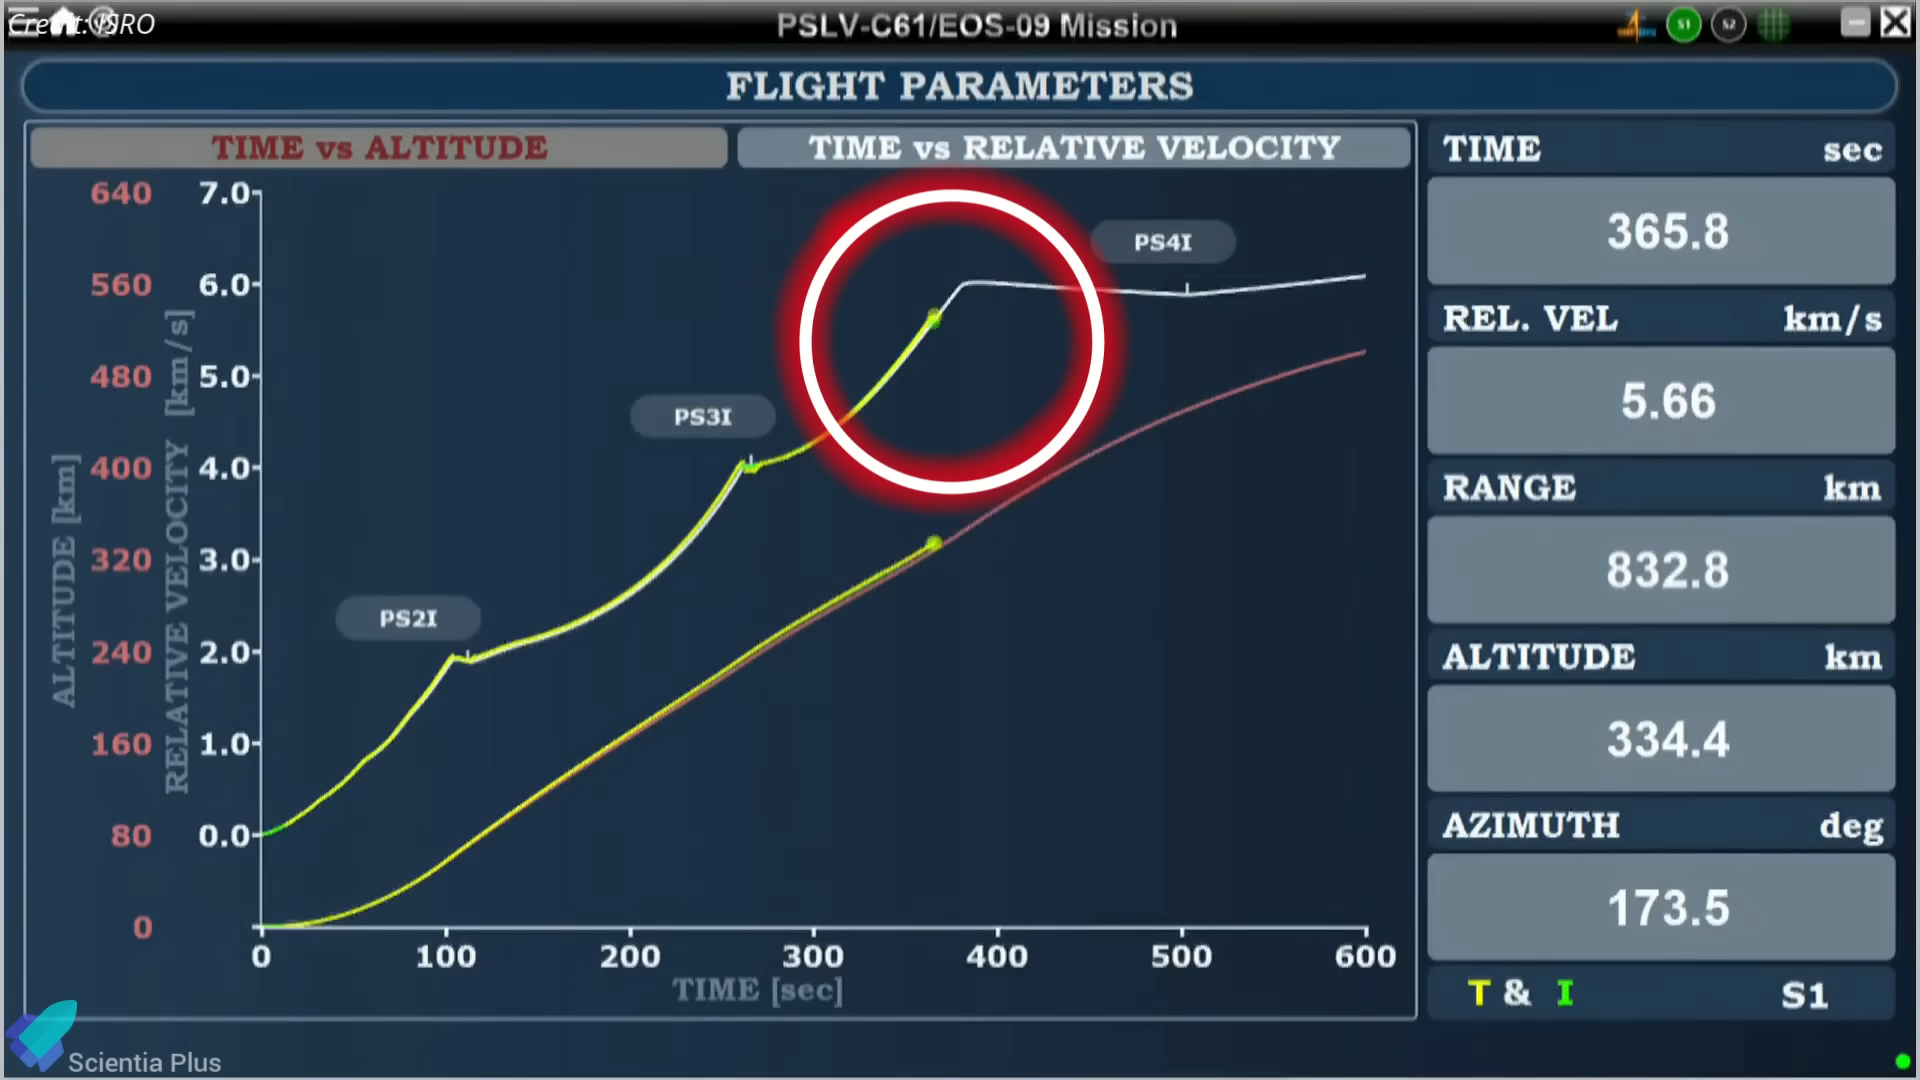 Credit: ISRO
PSLV-C61/EOS-09 Mission
S1
S2
FLIGHT PARAMETERS
TIME vs ALTITUDE
TIME vs RELATIVE VELOCITY
640
560
480
400
320
240
160
80
0
ALTITUDE [km]
7.0
6.0
5.0
4.0
3.0
2.0
1.0
0.0
RELATIVE VELOCITY [km/s]
PS2I
PS3I
PS4I
0 100 200 300 400 500 600
TIME [sec]
TIME sec
365.8
REL. VEL km/s
5.66
RANGE km
832.8
ALTITUDE km
334.4
AZIMUTH deg
173.5
T & I S1
Scientia Plus